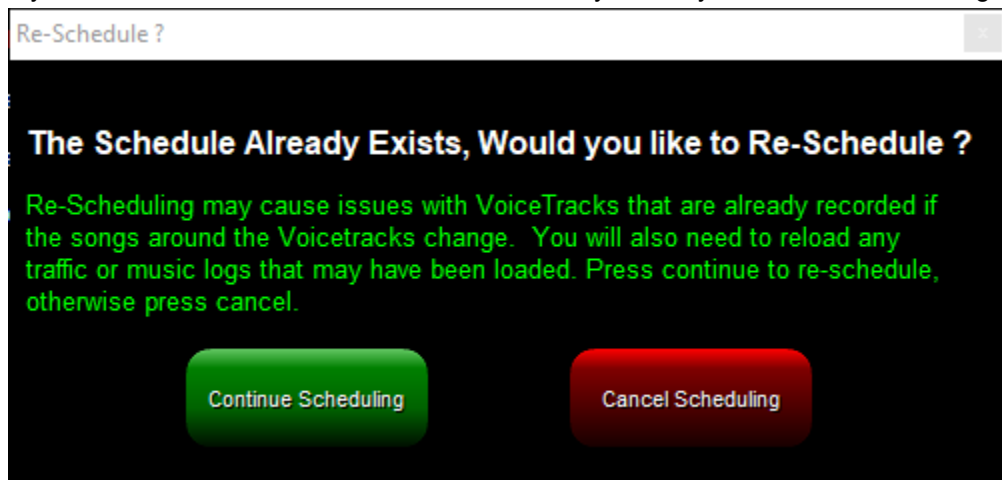 Re-Schedule ?
x
The Schedule Already Exists, Would you like to Re-Schedule ?
Re-Scheduling may cause issues with VoiceTracks that are already recorded if
the songs around the Voicetracks change.  You will also need to reload any
traffic or music logs that may have been loaded. Press continue to re-schedule,
otherwise press cancel.
Continue Scheduling
Cancel Scheduling